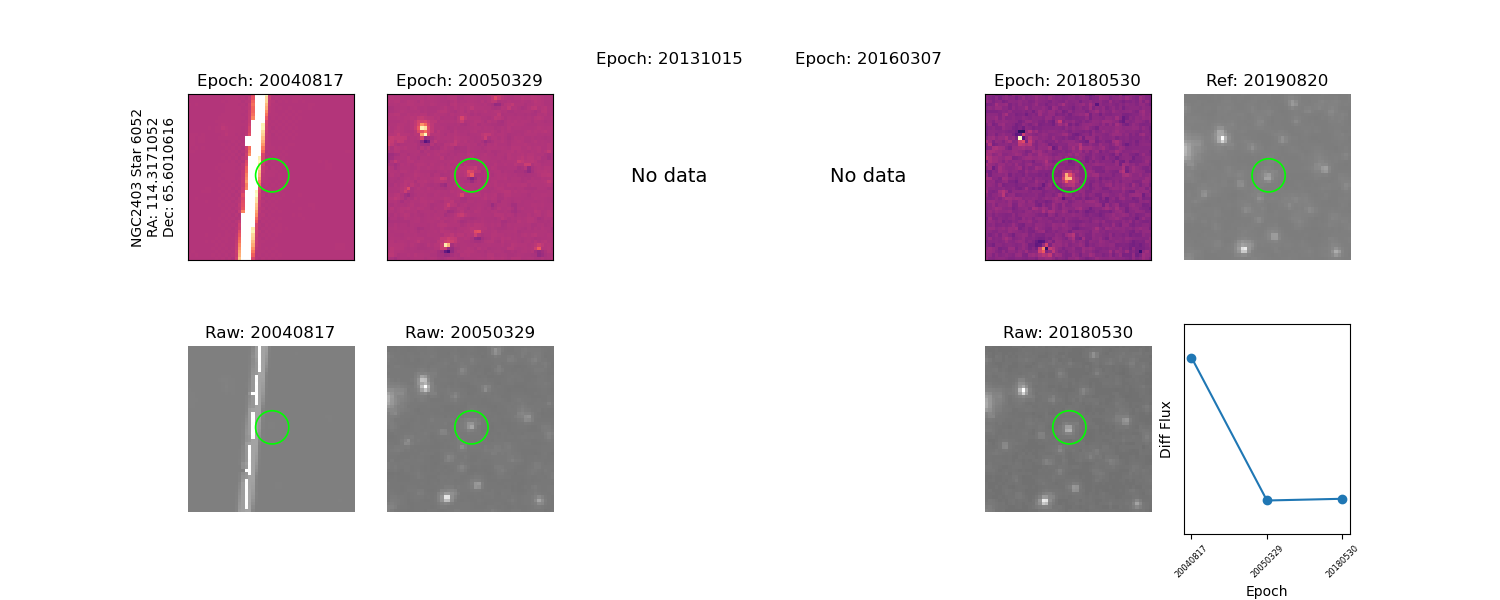 Epoch: 20131015
Epoch: 20160307
Epoch: 20040817
Epoch: 20050329
Epoch: 20180530
Ref: 20190820
NGC2403 Star 6052
RA: 114.3171052
Dec: 65.6010616
No data
No data
Raw: 20040817
Raw: 20050329
Raw: 20180530
Diff Flux
20040817
20050329
20180530
Epoch